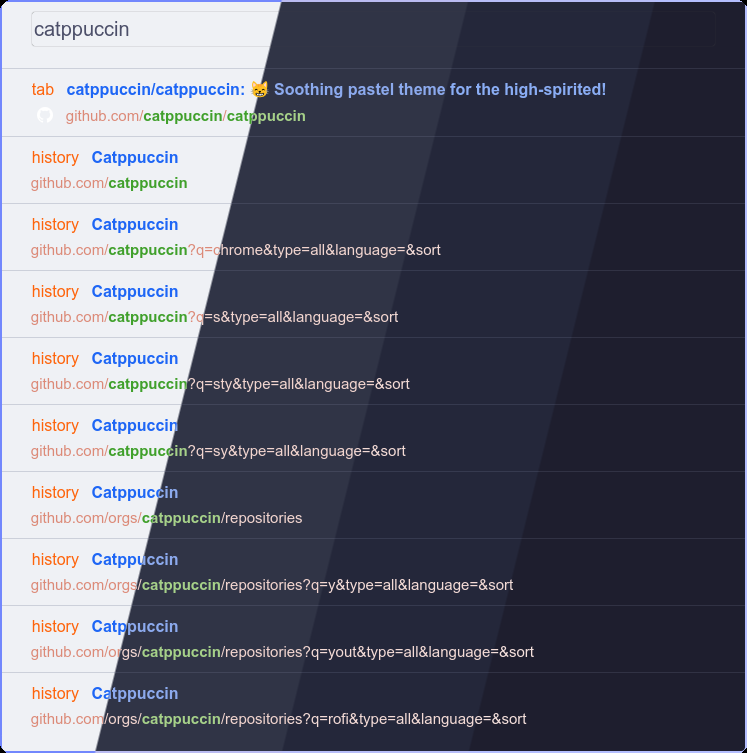 catppuccin
tab catppuccin/catppuccin: 😸 Soothing pastel theme for the high-spirited!
github.com/catppuccin/catppuccin
history Catppuccin
github.com/catppuccin
history Catppuccin
github.com/catppuccin?q=chrome&type=all&language=&sort
history Catppuccin
github.com/catppuccin?q=s&type=all&language=&sort
history Catppuccin
github.com/catppuccin?q=sty&type=all&language=&sort
history Catppuccin
github.com/catppuccin?q=sy&type=all&language=&sort
history Catppuccin
github.com/orgs/catppuccin/repositories
history Catppuccin
github.com/orgs/catppuccin/repositories?q=y&type=all&language=&sort
history Catppuccin
github.com/orgs/catppuccin/repositories?q=yout&type=all&language=&sort
history Catppuccin
github.com/orgs/catppuccin/repositories?q=rofi&type=all&language=&sort